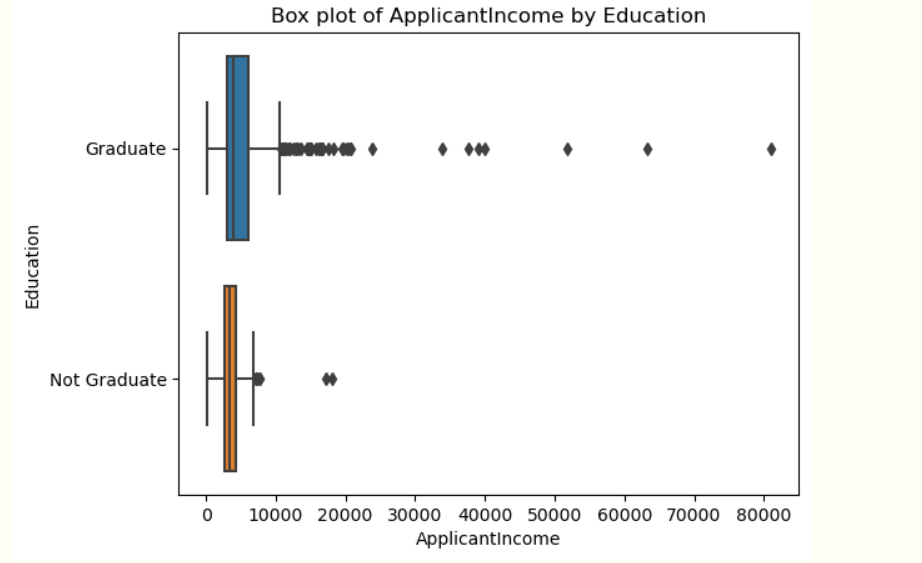 Box plot of ApplicantIncome by Education
Graduate
Education
Not Graduate
0 10000 20000 30000 40000 50000 60000 70000 80000
ApplicantIncome